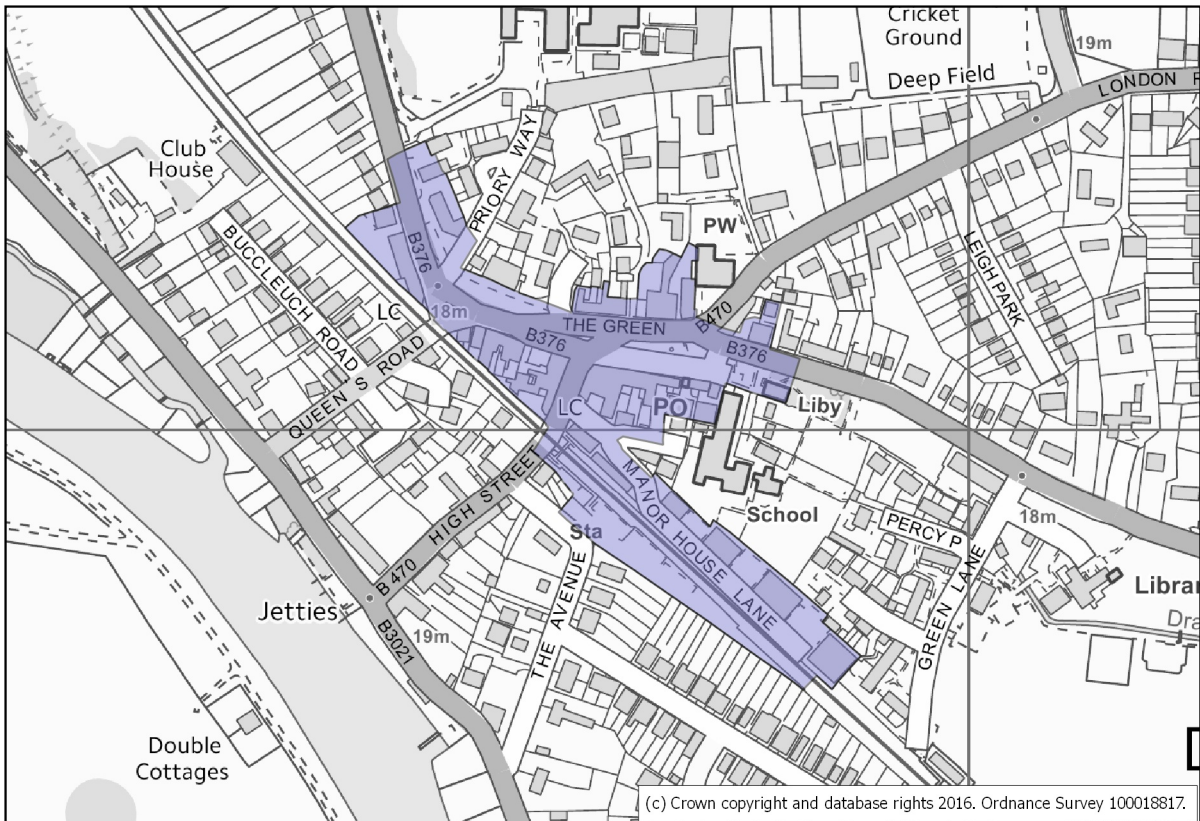 Cricket
Ground
19m
Deep Field
LONDON R
Club
House
PRIORY WAY
PW
BUCCLEUCH ROAD
B376
LEIGH PARK
LC
18m
THE GREEN
B470
B376
B376
QUEEN S ROAD
LC
PO
Liby
MANOR HOUSE LANE
B 470 HIGH STREET
Sta
School
PERCY P
18m
GREEN LANE
Librar
Dra
Jetties
THE AVENUE
B3021
19m
Double
Cottages
(c) Crown copyright and database rights 2016. Ordnance Survey 100018817.